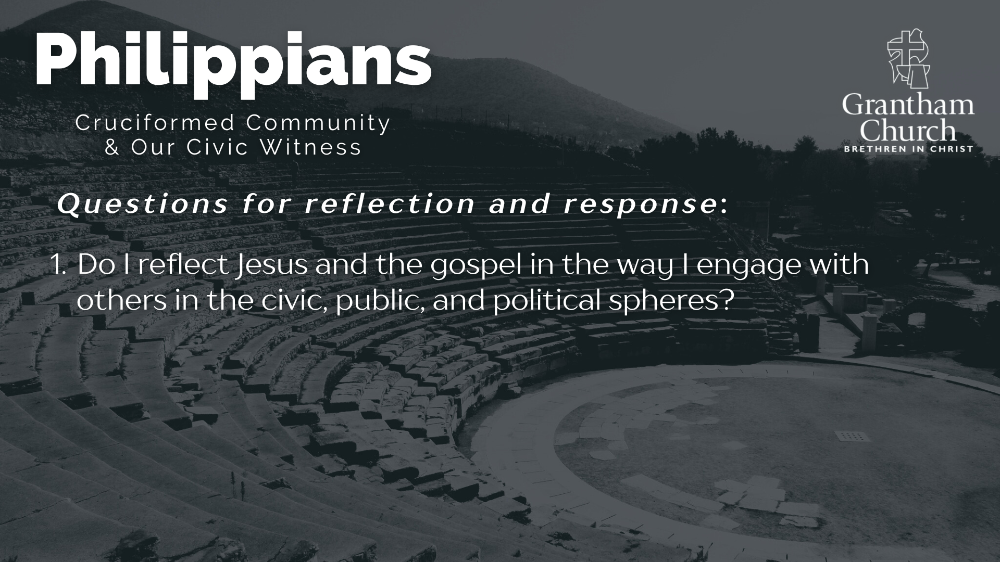 Philippians
Cruciformed Community
& Our Civic Witness
Grantham
Church
BRETHREN IN CHRIST
Questions for reflection and response:
1. Do I reflect Jesus and the gospel in the way I engage with
others in the civic, public, and political spheres?